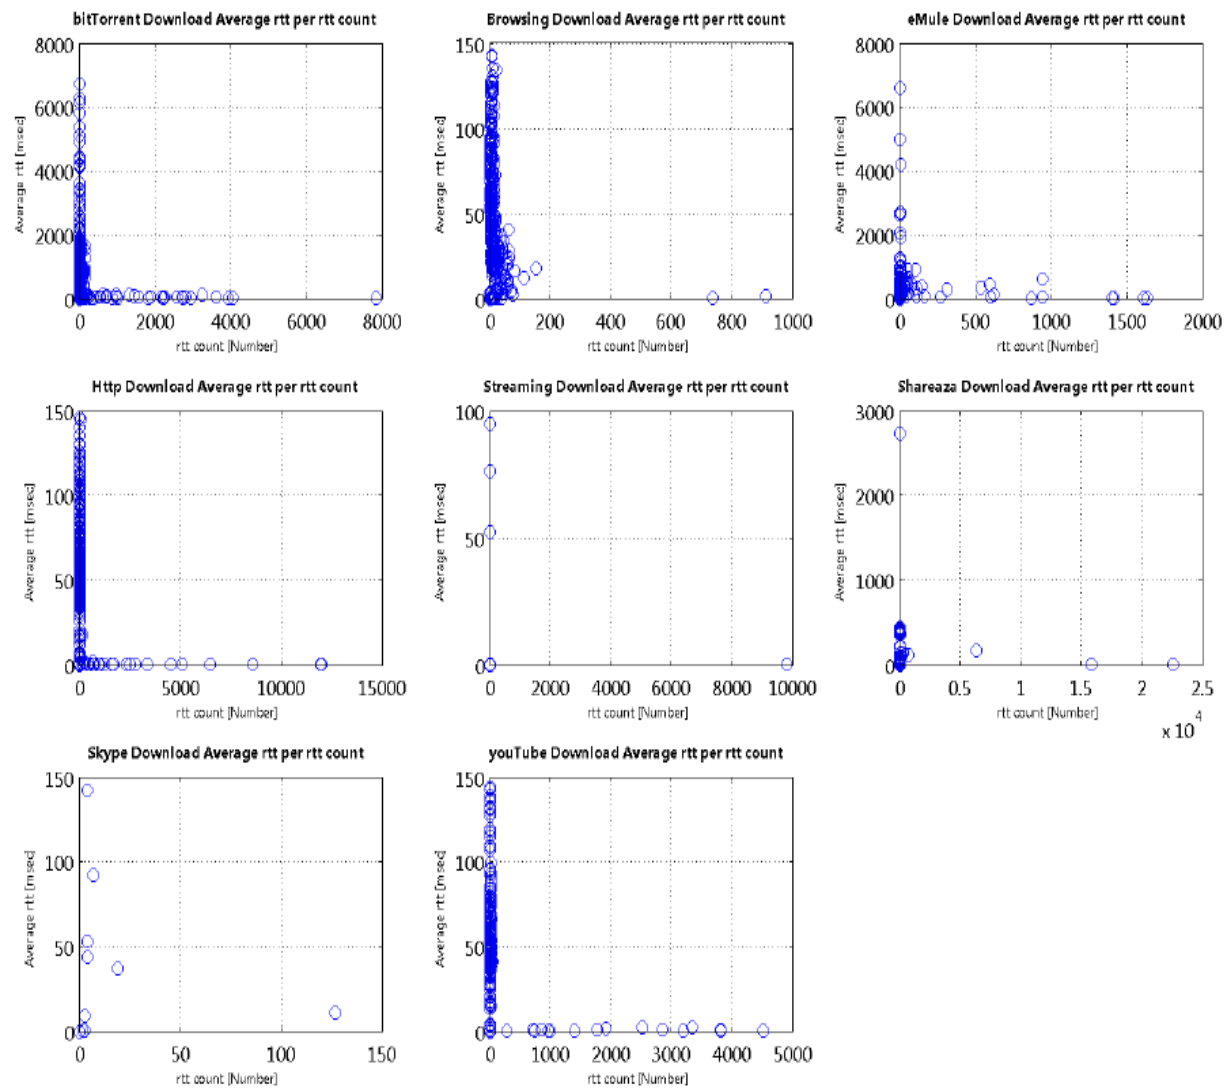 bitTorrent Download Average rtt per rtt count
8000
6000
4000
2000
0
Average rtt [msec]
0 2000 4000 6000 8000
rtt count [Number]
Browsing Download Average rtt per rtt count
150
100
50
0
Average rtt [msec]
0 200 400 600 800 1000
rtt count [Number]
eMule Download Average rtt per rtt count
8000
6000
4000
2000
0
Average rtt [msec]
0 500 1000 1500 2000
rtt count [Number]
Http Download Average rtt per rtt count
150
100
50
0
Average rtt [msec]
0 5000 10000 15000
rtt count [Number]
Streaming Download Average rtt per rtt count
100
50
0
Average rtt [msec]
0 2000 4000 6000 8000 10000
rtt count [Number]
Shareaza Download Average rtt per rtt count
3000
2000
1000
0
Average rtt [msec]
0 0.5 1 1.5 2 2.5
rtt count [Number]
x 10^4
Skype Download Average rtt per rtt count
150
100
50
0
Average rtt [msec]
0 50 100 150
rtt count [Number]
youTube Download Average rtt per rtt count
150
100
50
0
Average rtt [msec]
0 1000 2000 3000 4000 5000
rtt count [Number]